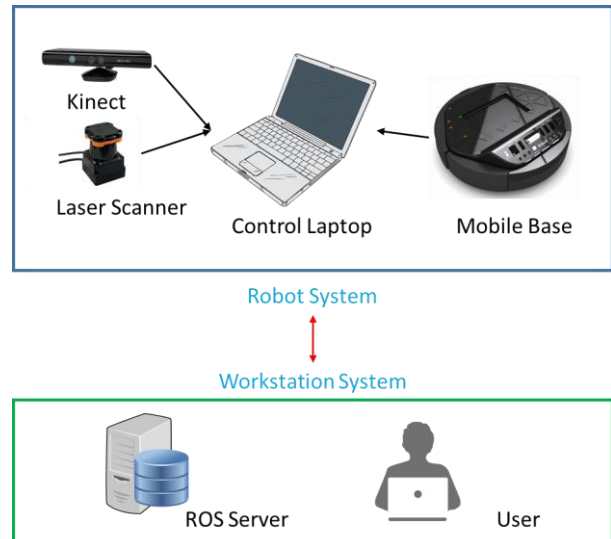 Kinect
Laser Scanner
Control Laptop
Mobile Base
Robot System
Workstation System
ROS Server
User